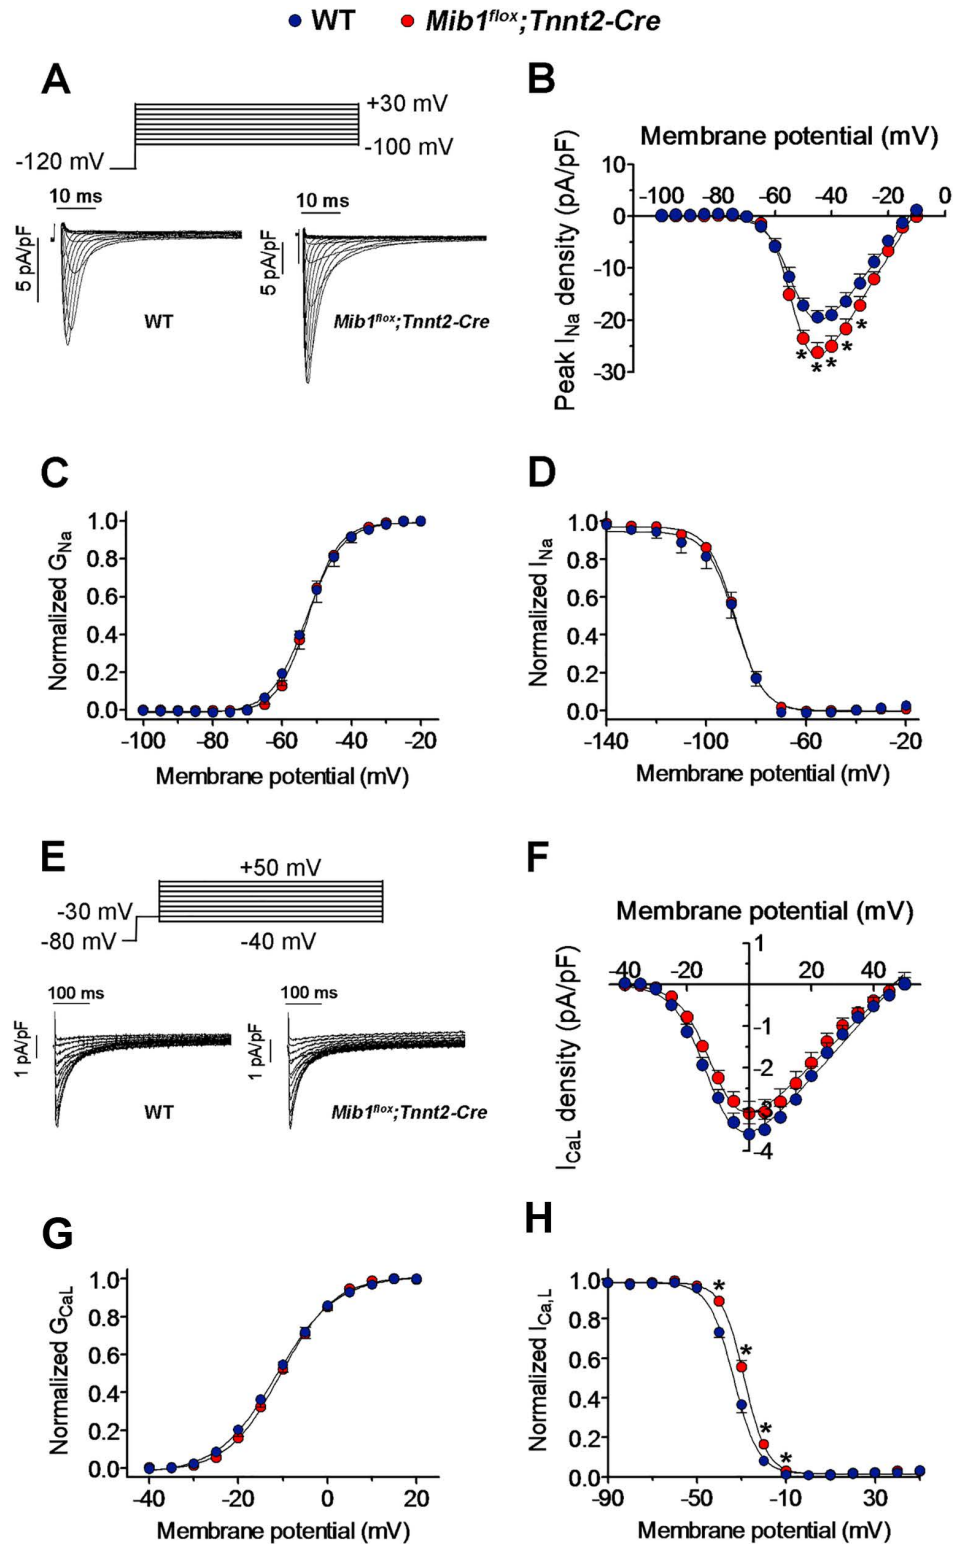 WT Mib1flox;Tnnt2-Cre
A
+30 mV
-100 mV
-120 mV
10 ms
10 ms
5 pA/pF
5 pA/pF
WT
Mib1flox;Tnnt2-Cre
B
Membrane potential (mV)
Peak INa density (pA/pF)
10
-100 -80 -60 -40 -20 0
0
-10
-20
-30
* * * * *
C
Normalized GNa
1.0
0.8
0.6
0.4
0.2
0.0
-100 -80 -60 -40 -20
Membrane potential (mV)
D
Normalized INa
1.0
0.8
0.6
0.4
0.2
0.0
-140 -100 -60 -20
Membrane potential (mV)
E
+50 mV
-30 mV
-80 mV
-40 mV
100 ms
100 ms
1 pA/pF
1 pA/pF
WT
Mib1flox;Tnnt2-Cre
F
Membrane potential (mV)
ICaL density (pA/pF)
1
-40 -20 20 40
-1
-2
-3
-4
G
Normalized GCaL
1.0
0.8
0.6
0.4
0.2
0.0
-40 -20 0 20
Membrane potential (mV)
H
Normalized ICa,L
1.0
0.8
0.6
0.4
0.2
0.0
* * * *
-90 -50 -10 30
Membrane potential (mV)